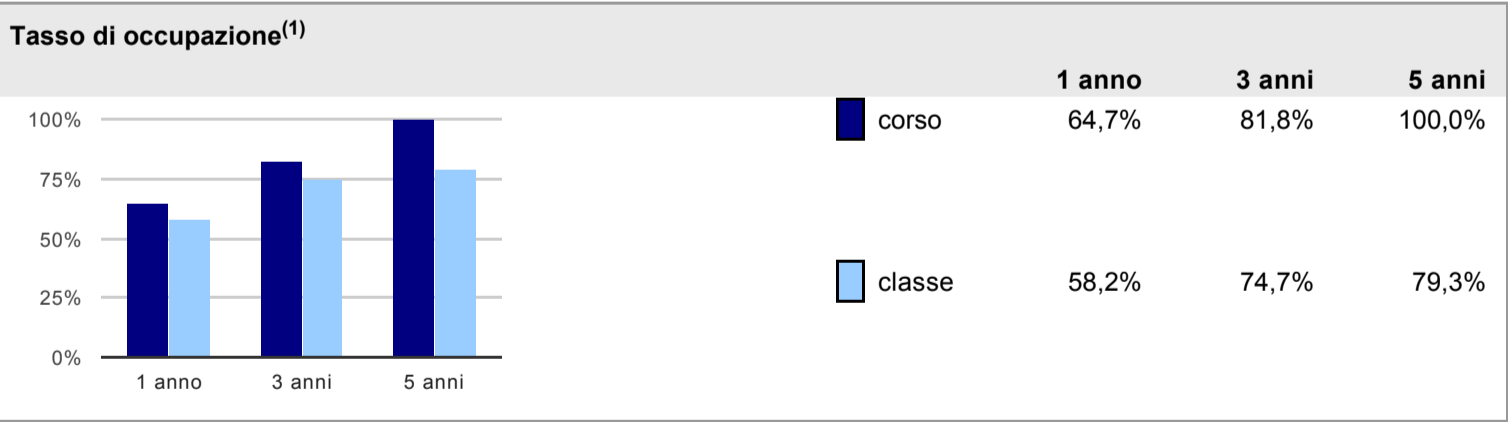 Tasso di occupazione(1)
1 anno 3 anni 5 anni
corso 64,7% 81,8% 100,0%
classe 58,2% 74,7% 79,3%
100%
75%
50%
25%
0%
1 anno 3 anni 5 anni